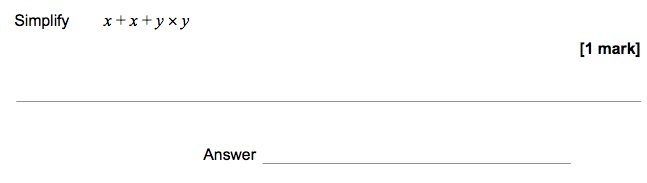 Simplify x + x + y × y
[1 mark]
Answer